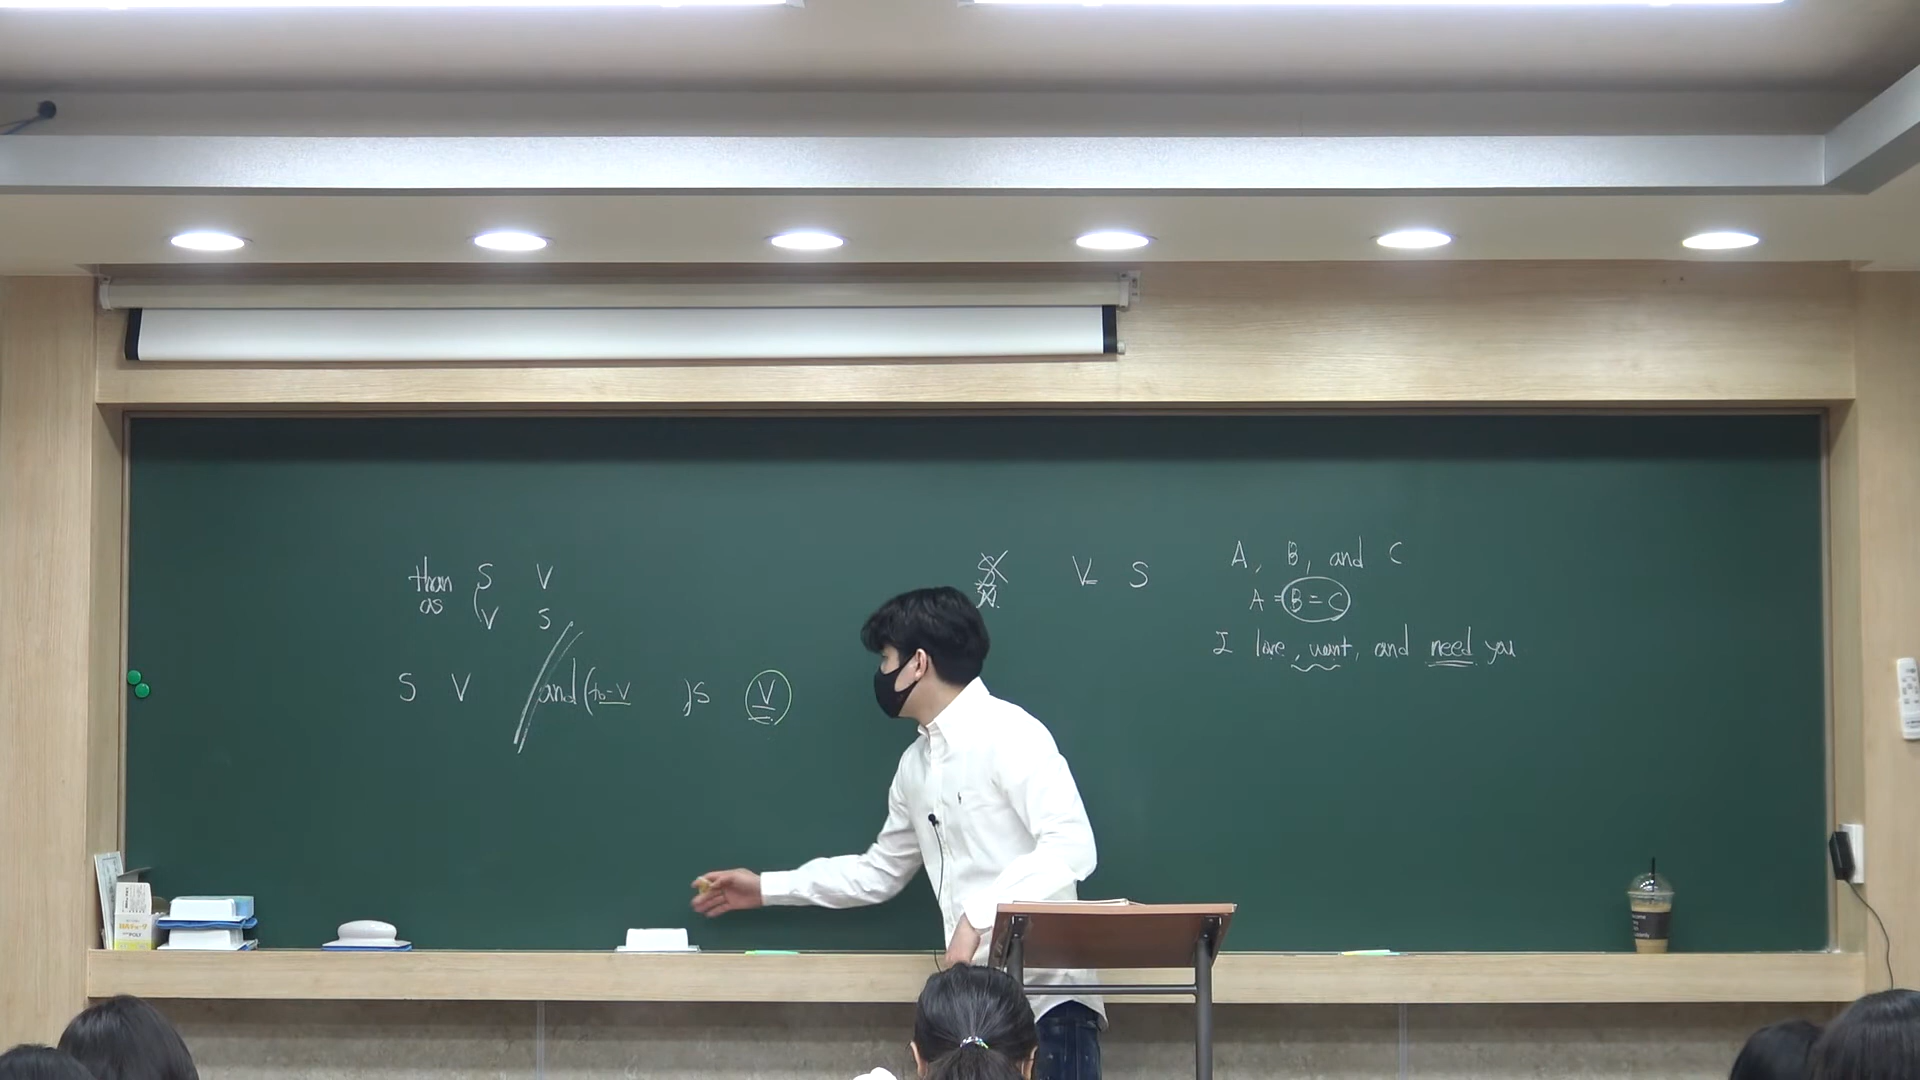 than S V
as V S
S V and (to-V )S V
S V S
N.
A, B, and C
A = B = C
I love, want, and need you